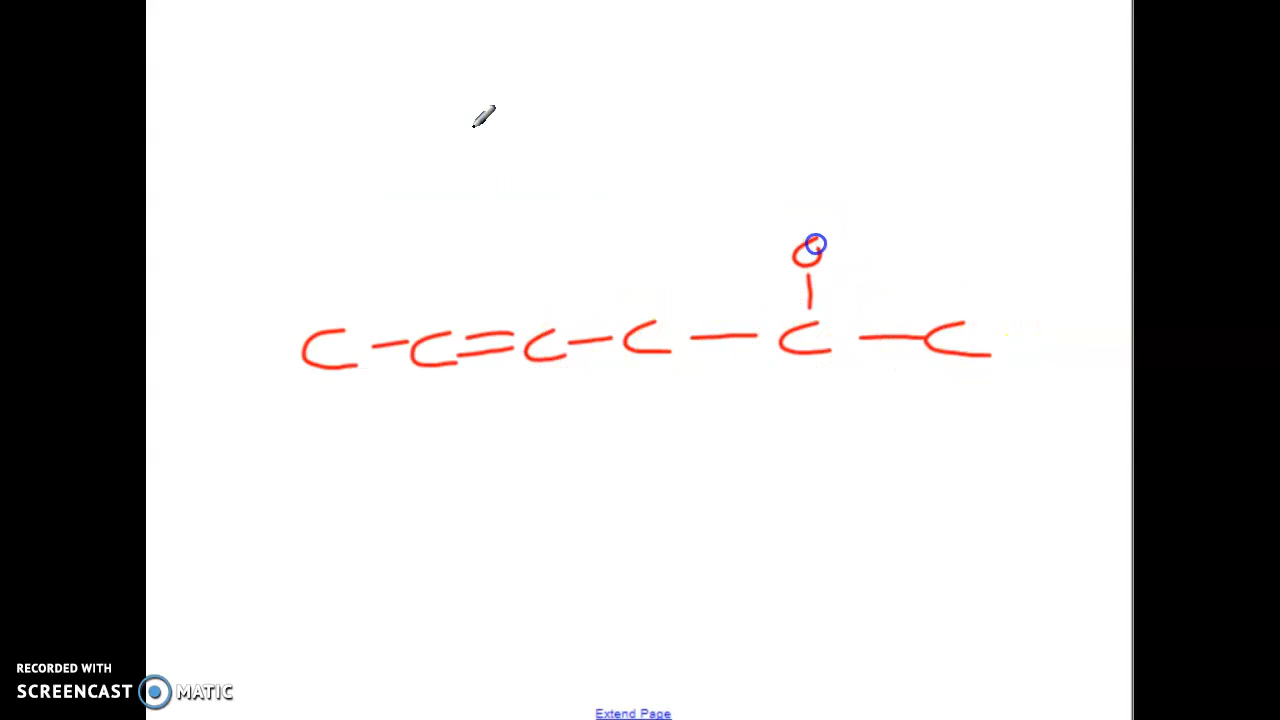 O
C - C = C - C - C - C
RECORDED WITH
SCREENCAST MATIC
Extend Page